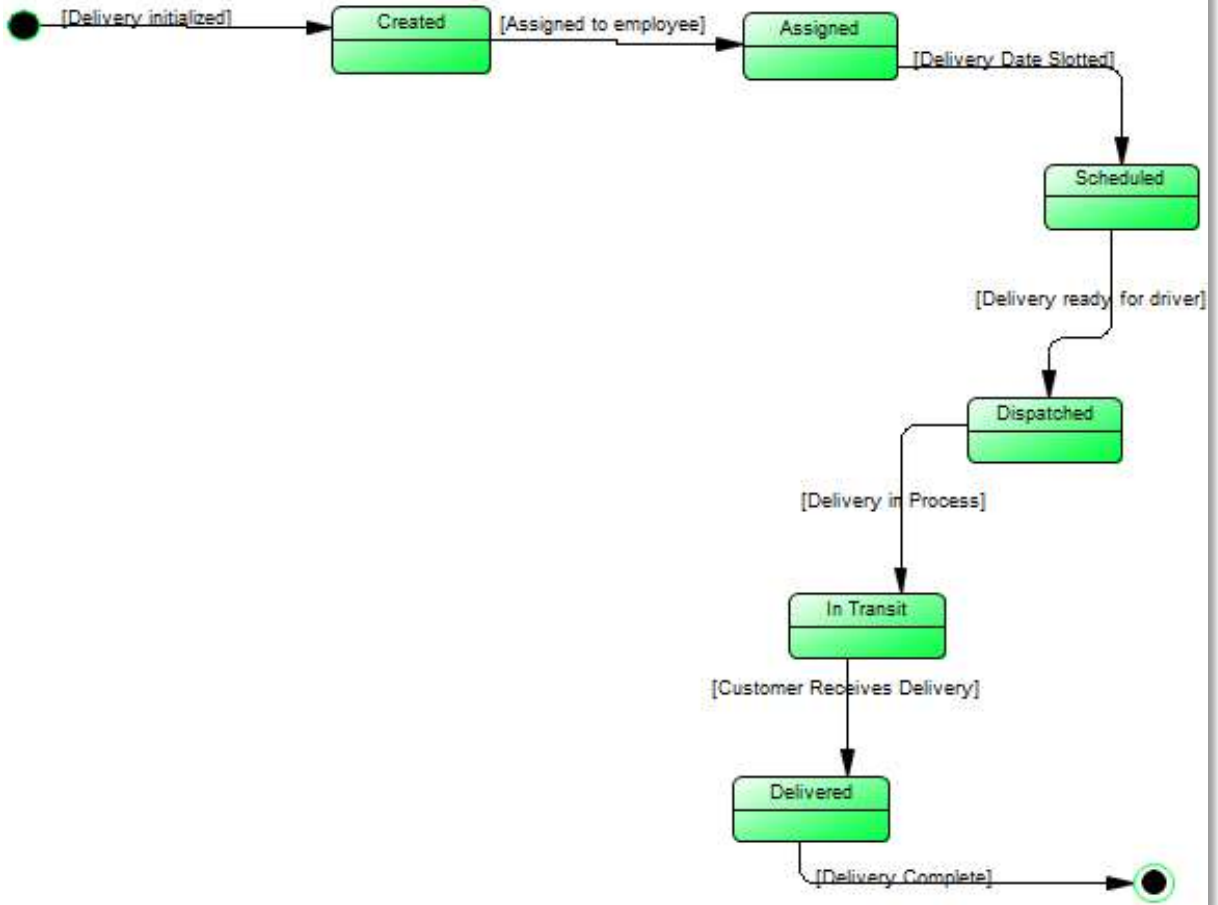 [Delivery initialized]
Created
[Assigned to employee]
Assigned
[Delivery Date Slotted]
Scheduled
[Delivery ready for driver]
Dispatched
[Delivery in Process]
In Transit
[Customer Receives Delivery]
Delivered
[Delivery Complete]